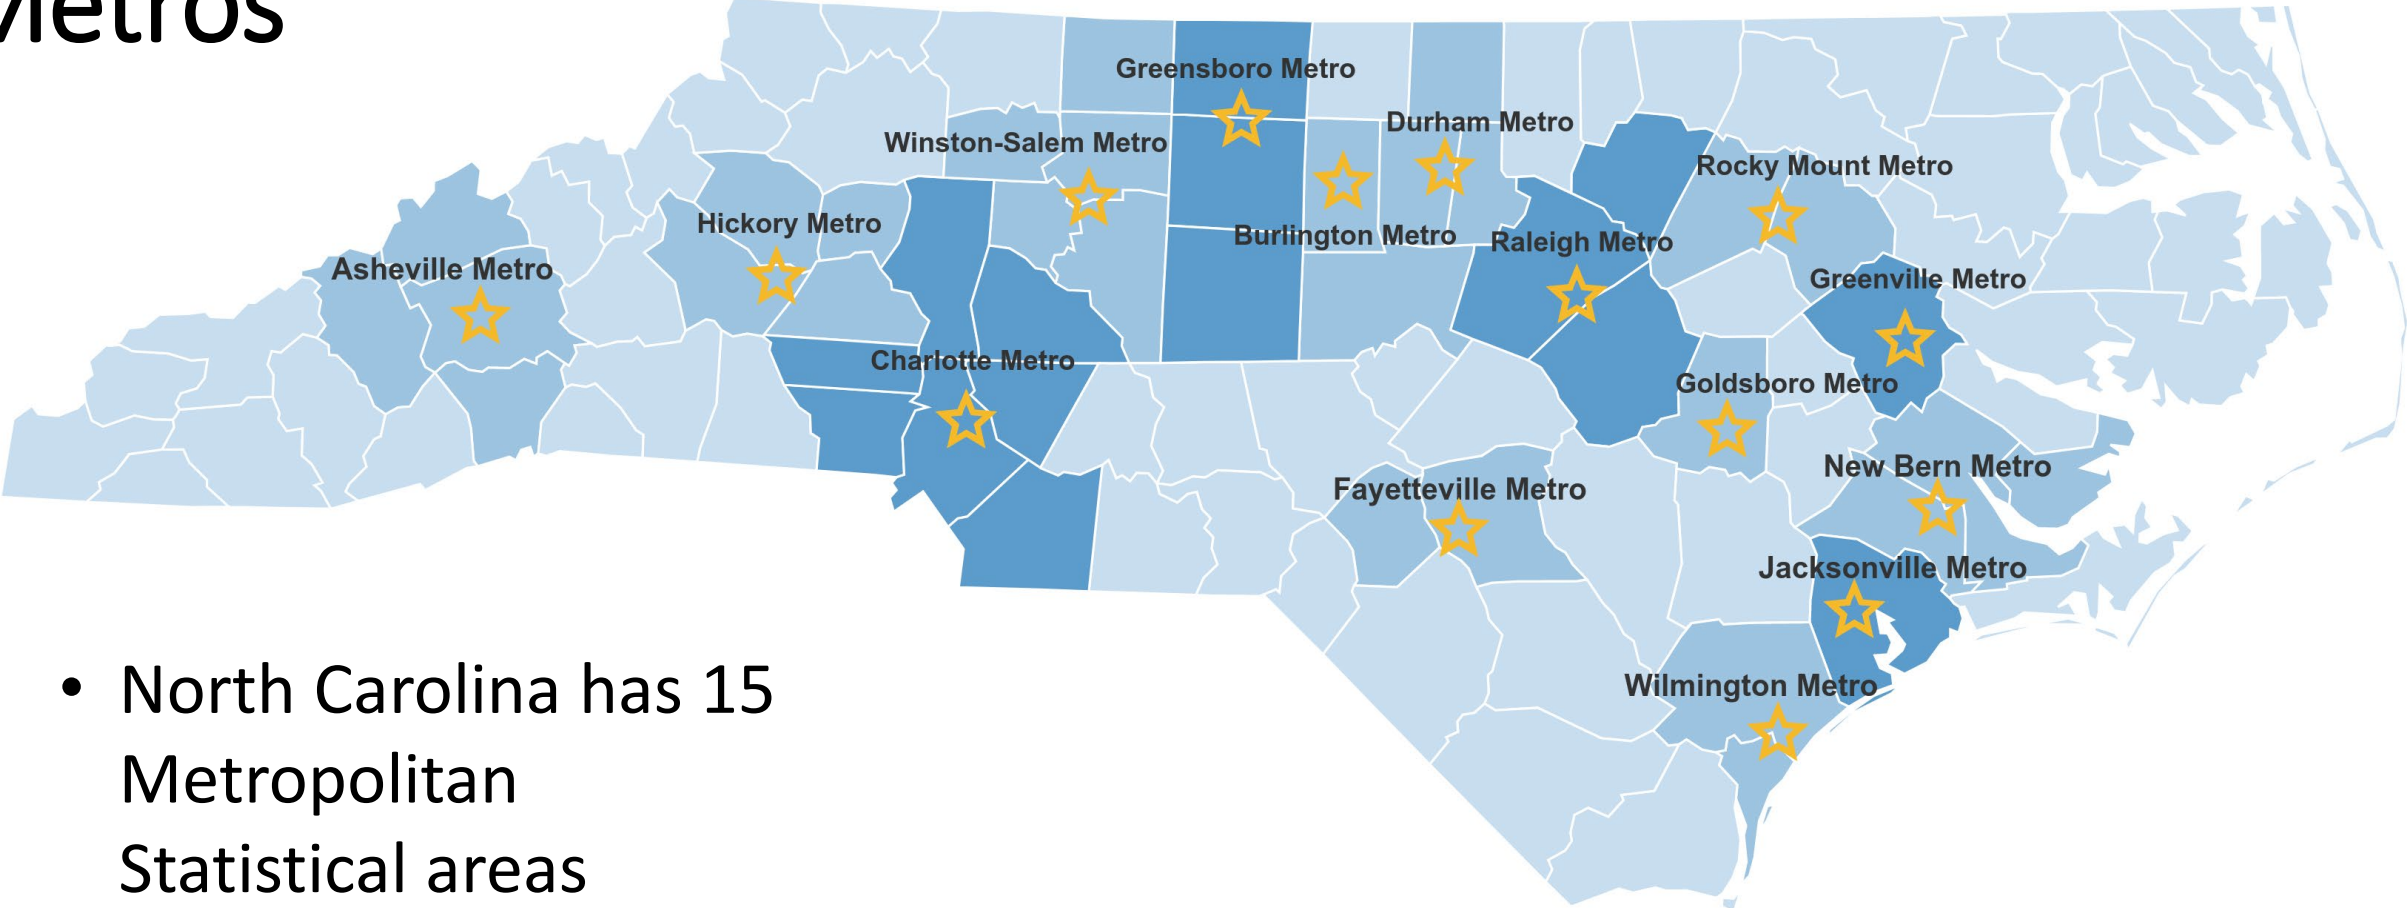 Metros
Greensboro Metro
Durham Metro
Winston-Salem Metro
Rocky Mount Metro
Hickory Metro
Burlington Metro
Raleigh Metro
Asheville Metro
Greenville Metro
Charlotte Metro
Goldsboro Metro
New Bern Metro
Fayetteville Metro
Jacksonville Metro
Wilmington Metro
• North Carolina has 15
Metropolitan
Statistical areas